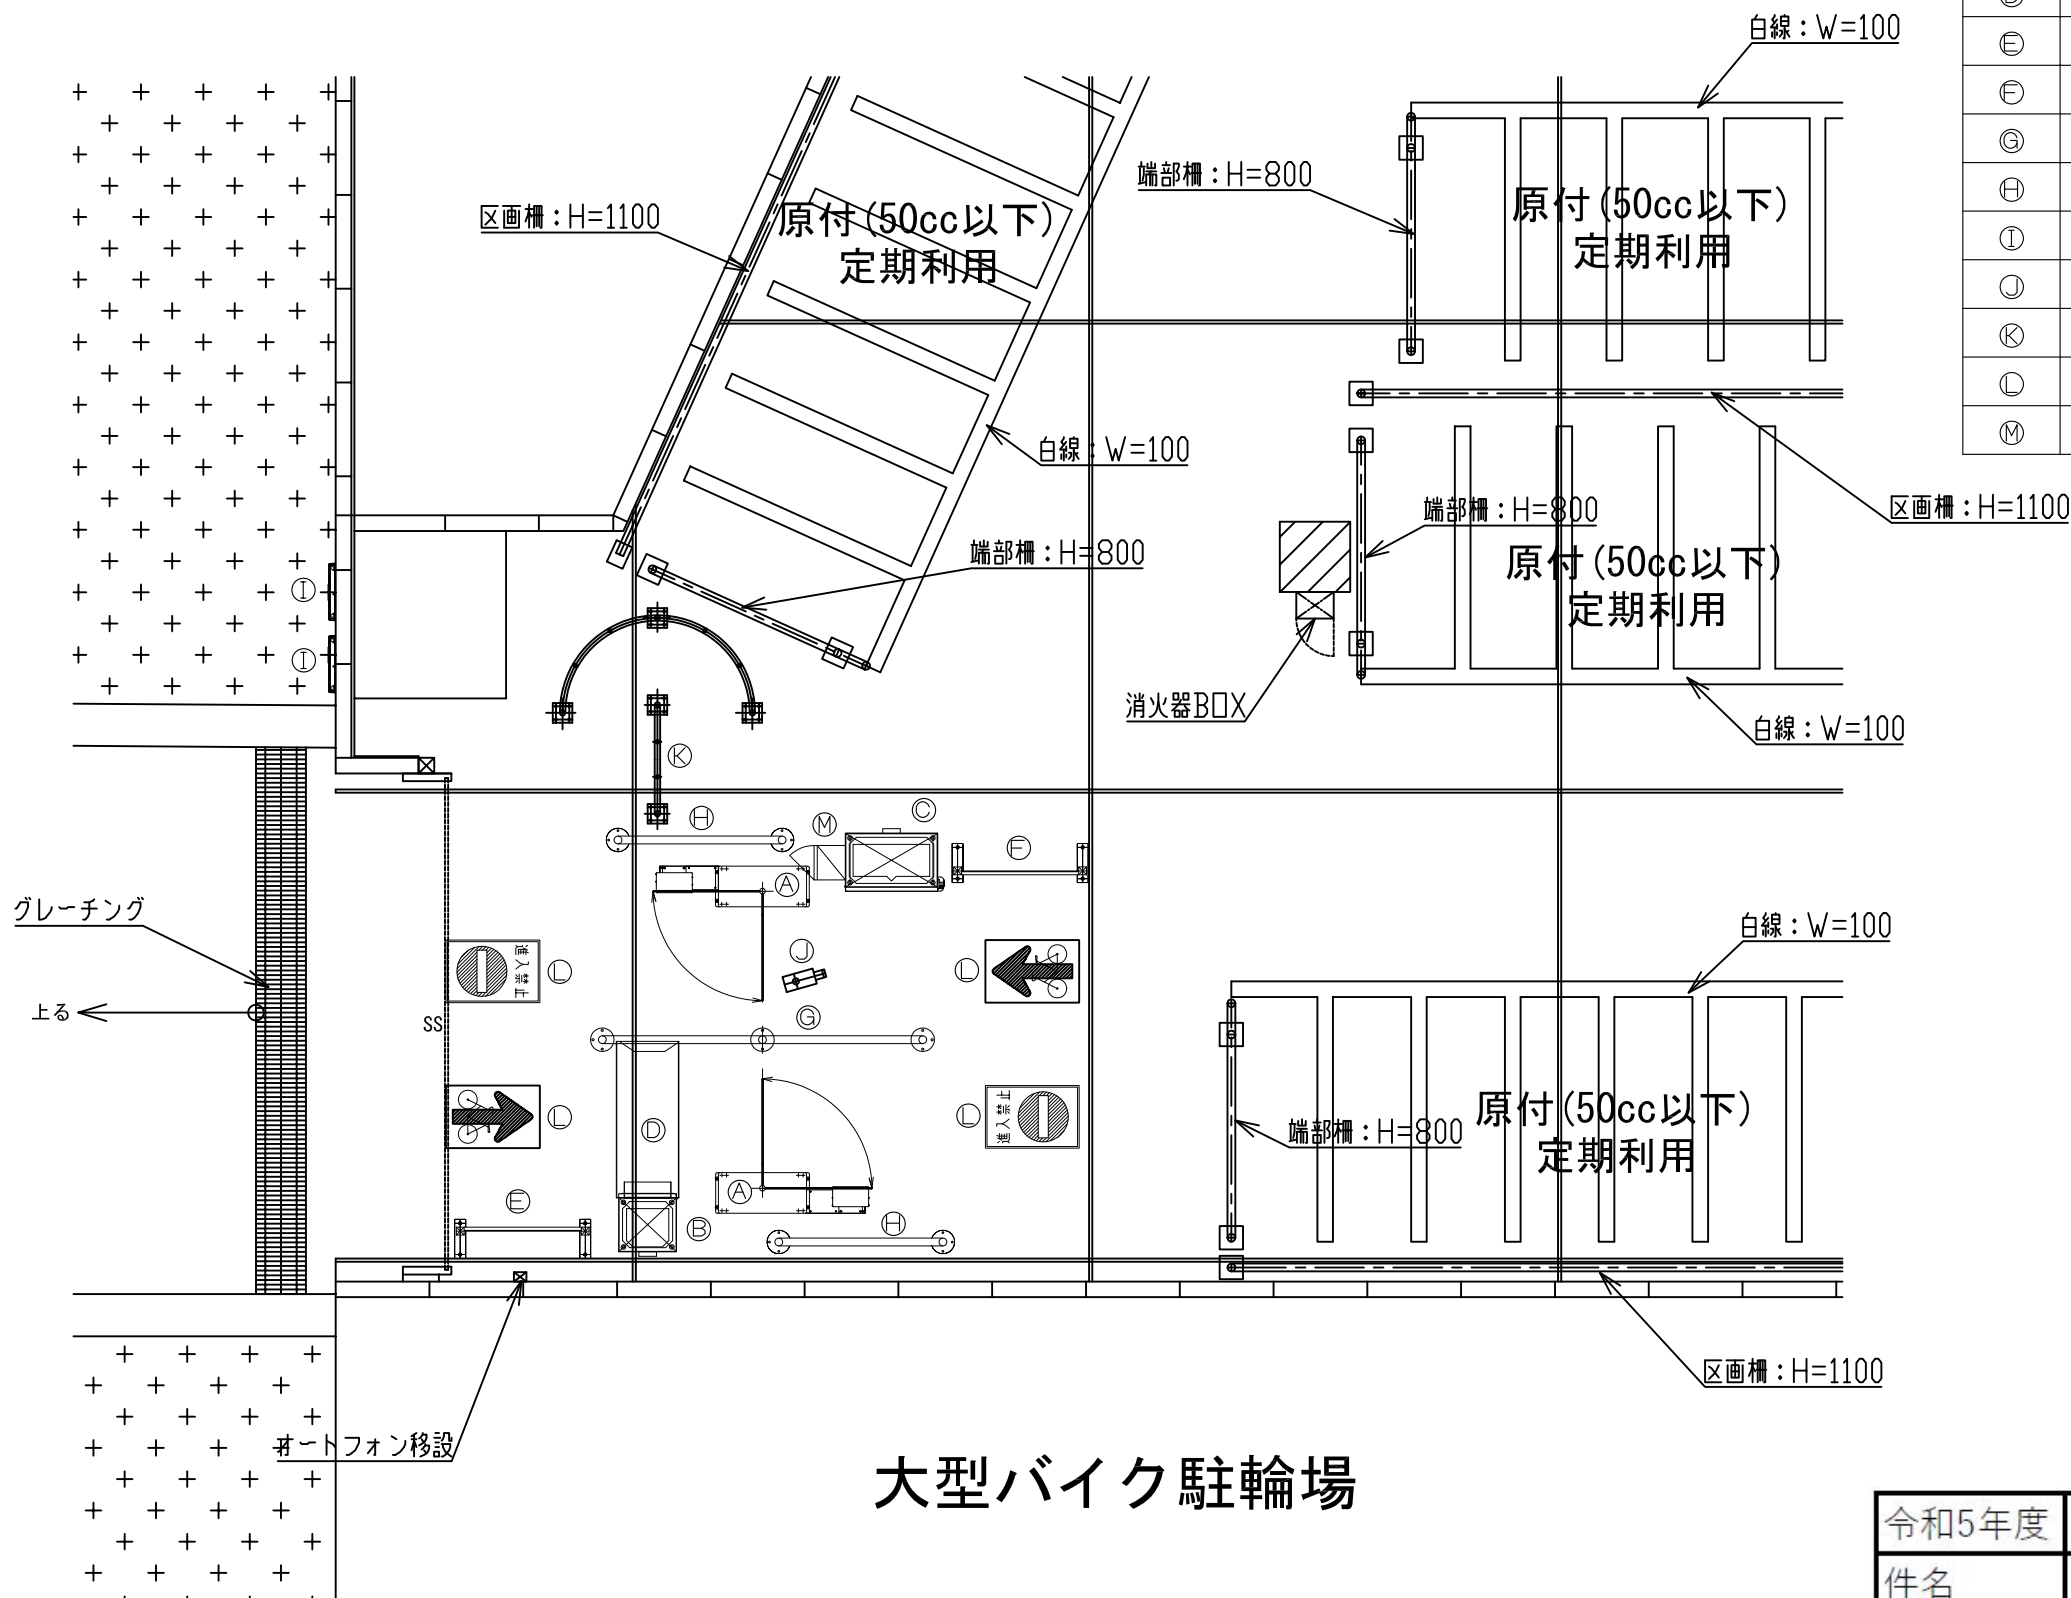 白線：W=100
Ⓔ
Ⓕ
Ⓖ
Ⓗ
Ⓘ
Ⓙ
Ⓚ
Ⓛ
Ⓜ
端部柵：H=800
区画柵：H=1100
原付(50cc以下)
定期利用
原付(50cc以下)
定期利用
白線：W=100
端部柵：H=800
区画柵：H=1100
端部柵：H=800
原付(50cc以下)
定期利用
Ⓘ
Ⓘ
消火器BOX
白線：W=100
Ⓚ
Ⓗ
Ⓜ
Ⓒ
Ⓕ
Ⓐ
グレーチング
白線：W=100
進入禁止
Ⓛ
Ⓙ
Ⓛ
上る
SS
Ⓖ
Ⓛ
Ⓓ
Ⓛ
進入禁止
原付(50cc以下)
定期利用
端部柵：H=800
Ⓔ
Ⓐ
Ⓑ
Ⓗ
区画柵：H=1100
オートフォン移設
大型バイク駐輪場
令和5年度
件名